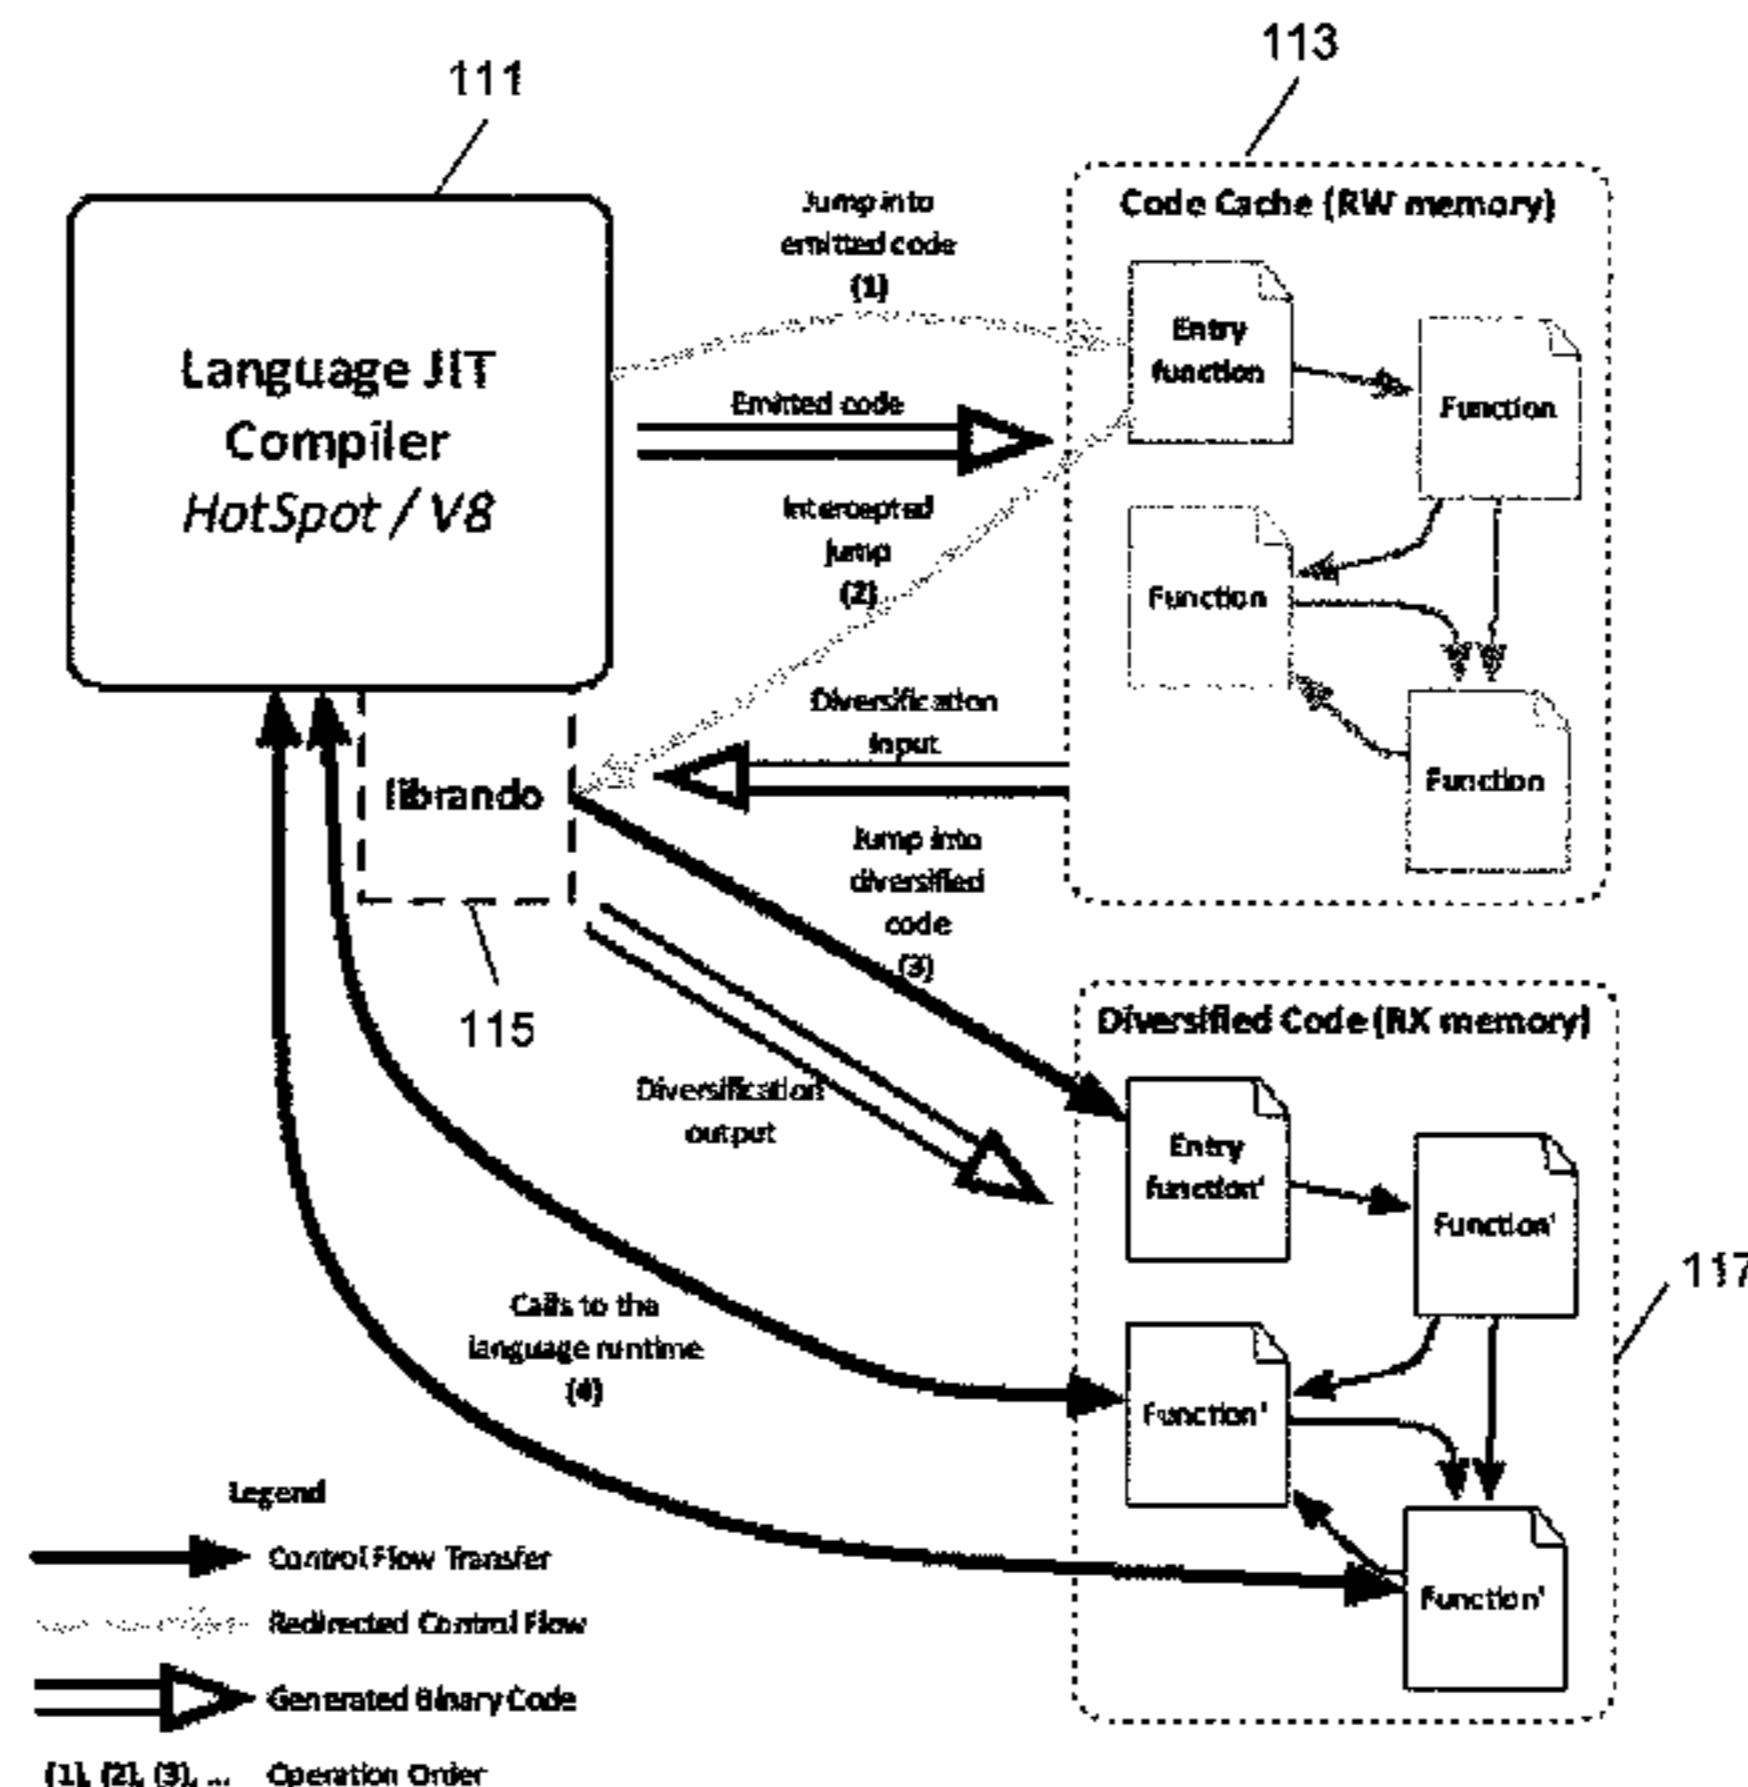 111
113
Language JIT
Compiler
HotSpot / V8
Jump into
emitted code
(1)
Emitted code
Code Cache (RW memory)
Entry
function
Function
Function
Function
Intercepted
jump
(2)
Diversification
input
librando
115
Jump into
diversified
code
(3)
Diversification
output
Diversified Code (RX memory)
Entry
function'
Function'
Function'
Function'
117
Calls to the
language runtime
(4)
Legend
Control Flow Transfer
Redirected Control Flow
Generated Binary Code
(1), (2), (3), ... Operation Order